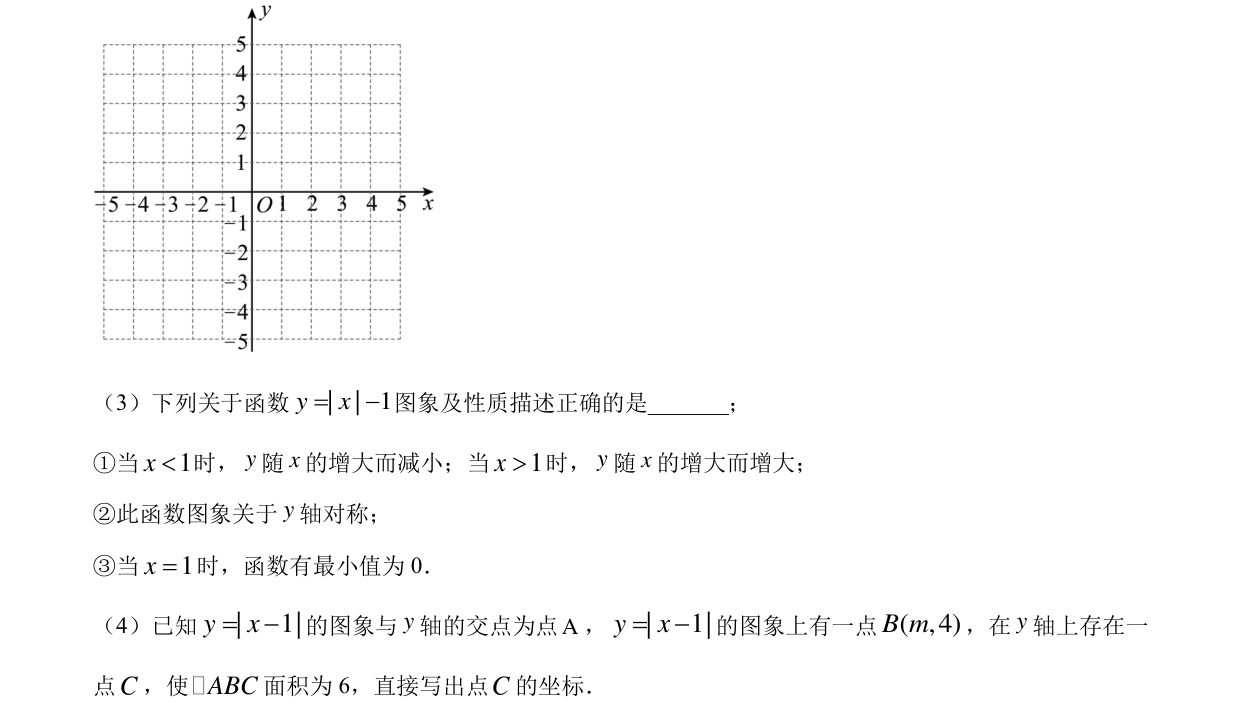 y
5
4
3
2
1
-5 -4 -3 -2 -1 O 1 2 3 4 5 x
-1
-2
-3
-4
-5
（3）下列关于函数 y=|x|-1图象及性质描述正确的是_______；
①当 x<1时， y 随 x 的增大而减小；当 x>1时， y 随 x 的增大而增大；
②此函数图象关于 y 轴对称；
③当 x=1时，函数有最小值为 0．
（4）已知 y=|x-1|的图象与 y 轴的交点为点 A ， y=|x-1|的图象上有一点 B(m,4)，在 y 轴上存在一
点 C ，使□ABC 面积为 6，直接写出点 C 的坐标．